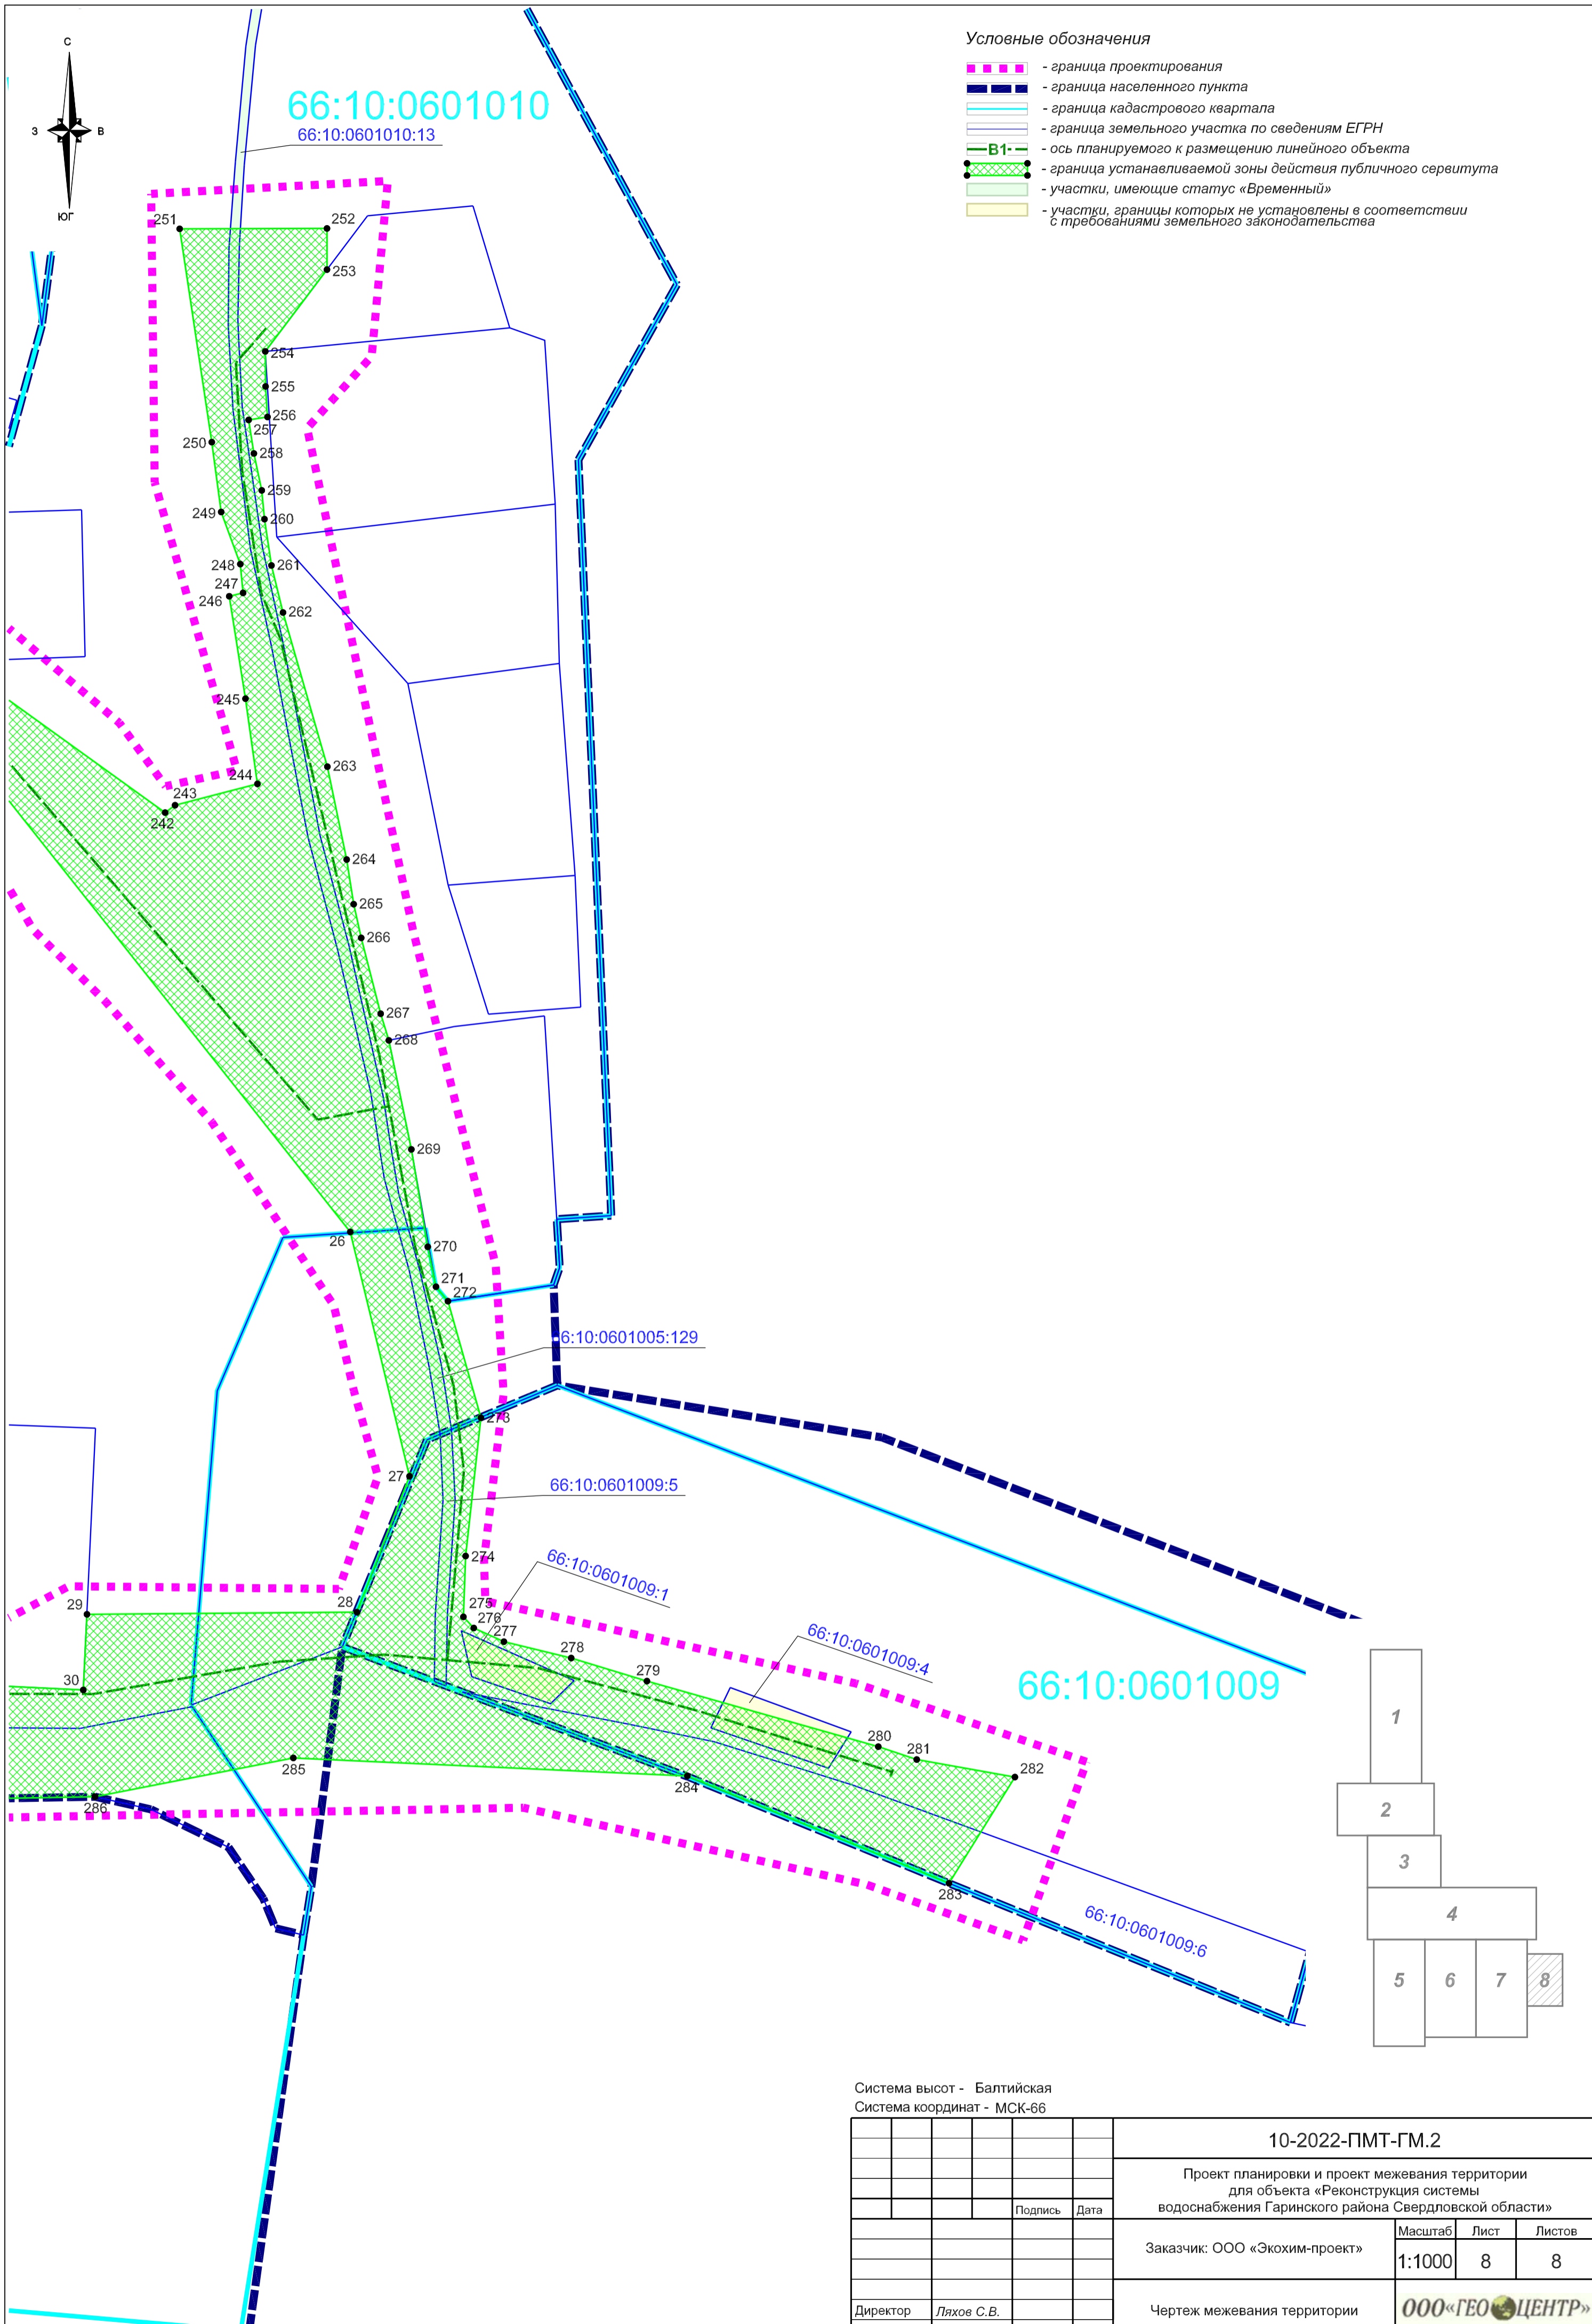 С
З
В
ЮГ
66:10:0601010
66:10:0601010:13
Условные обозначения
- граница проектирования
- граница населенного пункта
- граница кадастрового квартала
- граница земельного участка по сведениям ЕГРН
В1
- ось планируемого к размещению линейного объекта
- граница устанавливаемой зоны действия публичного сервитута
- участки, имеющие статус «Временный»
- участки, границы которых не установлены в соответствии
с требованиями земельного законодательства
251
252
253
254
255
256
257
250
258
259
249
260
248
261
247
246
262
245
263
244
243
242
264
265
266
267
268
269
26
270
271
272
6:10:0601005:129
273
27
66:10:0601009:5
274
66:10:0601009:1
29
28
275
276
277
278
66:10:0601009:4
279
30
66:10:0601009
280
281
285
282
284
286
283
66:10:0601009:6
1
2
3
4
5
6
7
8
Система высот - Балтийская
Система координат - МСК-66
10-2022-ПМТ-ГМ.2
Проект планировки и проект межевания территории
для объекта «Реконструкция системы
водоснабжения Гаринского района Свердловской области»
Подпись
Дата
Заказчик: ООО «Экохим-проект»
Масштаб
Лист
Листов
1:1000
8
8
Директор
Ляхов С.В.
Чертеж межевания территории
ООО«ГЕОЦЕНТР»